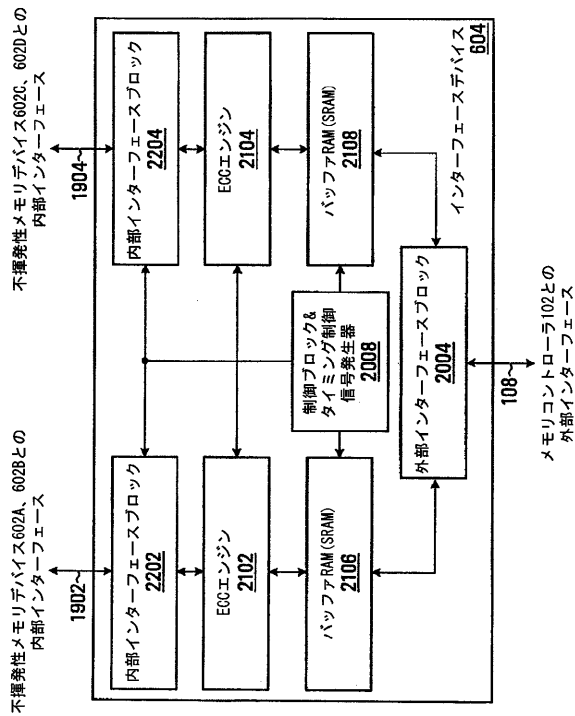 不揮発性メモリデバイス602A、602Bとの
内部インターフェース
不揮発性メモリデバイス602C、602Dとの
内部インターフェース
1902
1904
内部インターフェースブロック
2202
内部インターフェースブロック
2204
ECCエンジン
2102
ECCエンジン
2104
制御ブロック&
タイミング制御
信号発生器
2008
バッファRAM(SRAM)
2106
バッファRAM(SRAM)
2108
外部インターフェースブロック
2004
インターフェースデバイス
604
108
メモリコントローラ102との
外部インターフェース